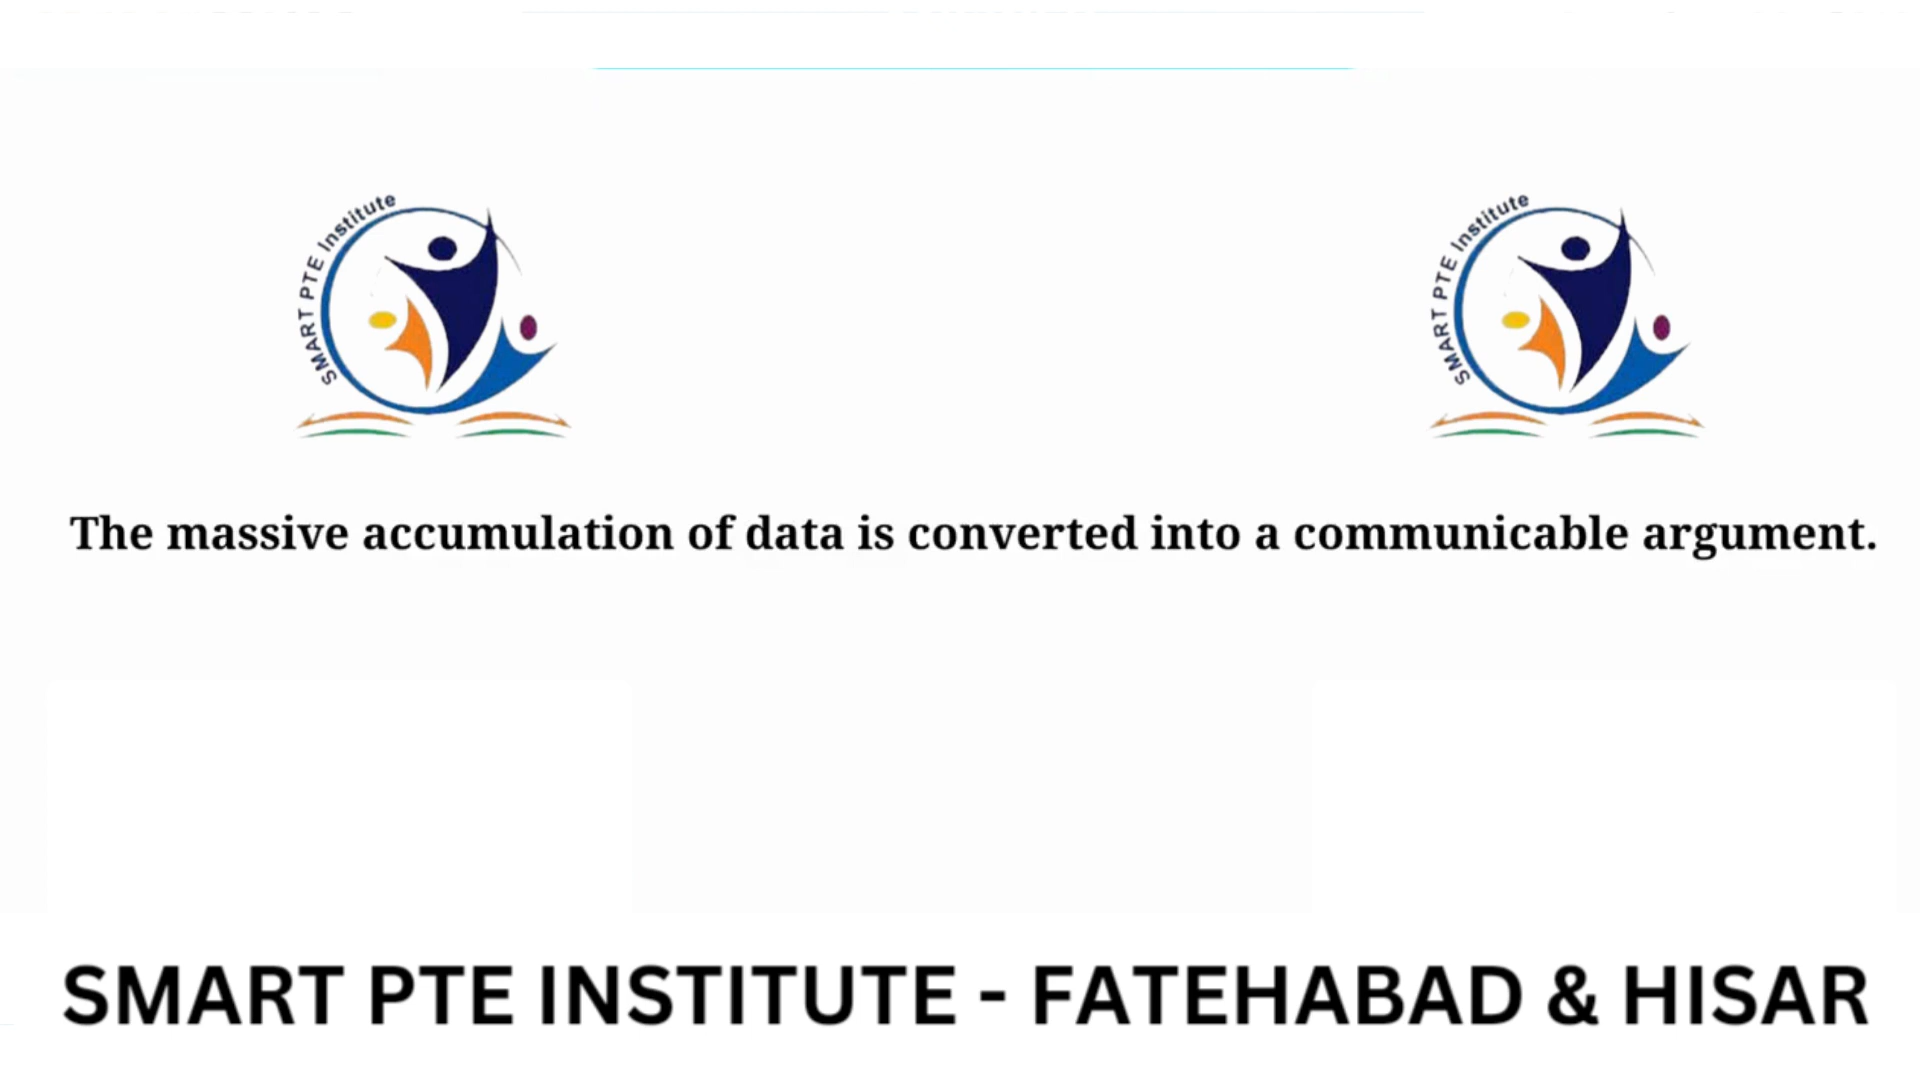 SMART PTE Institute
SMART PTE Institute
The massive accumulation of data is converted into a communicable argument.
SMART PTE INSTITUTE - FATEHABAD & HISAR